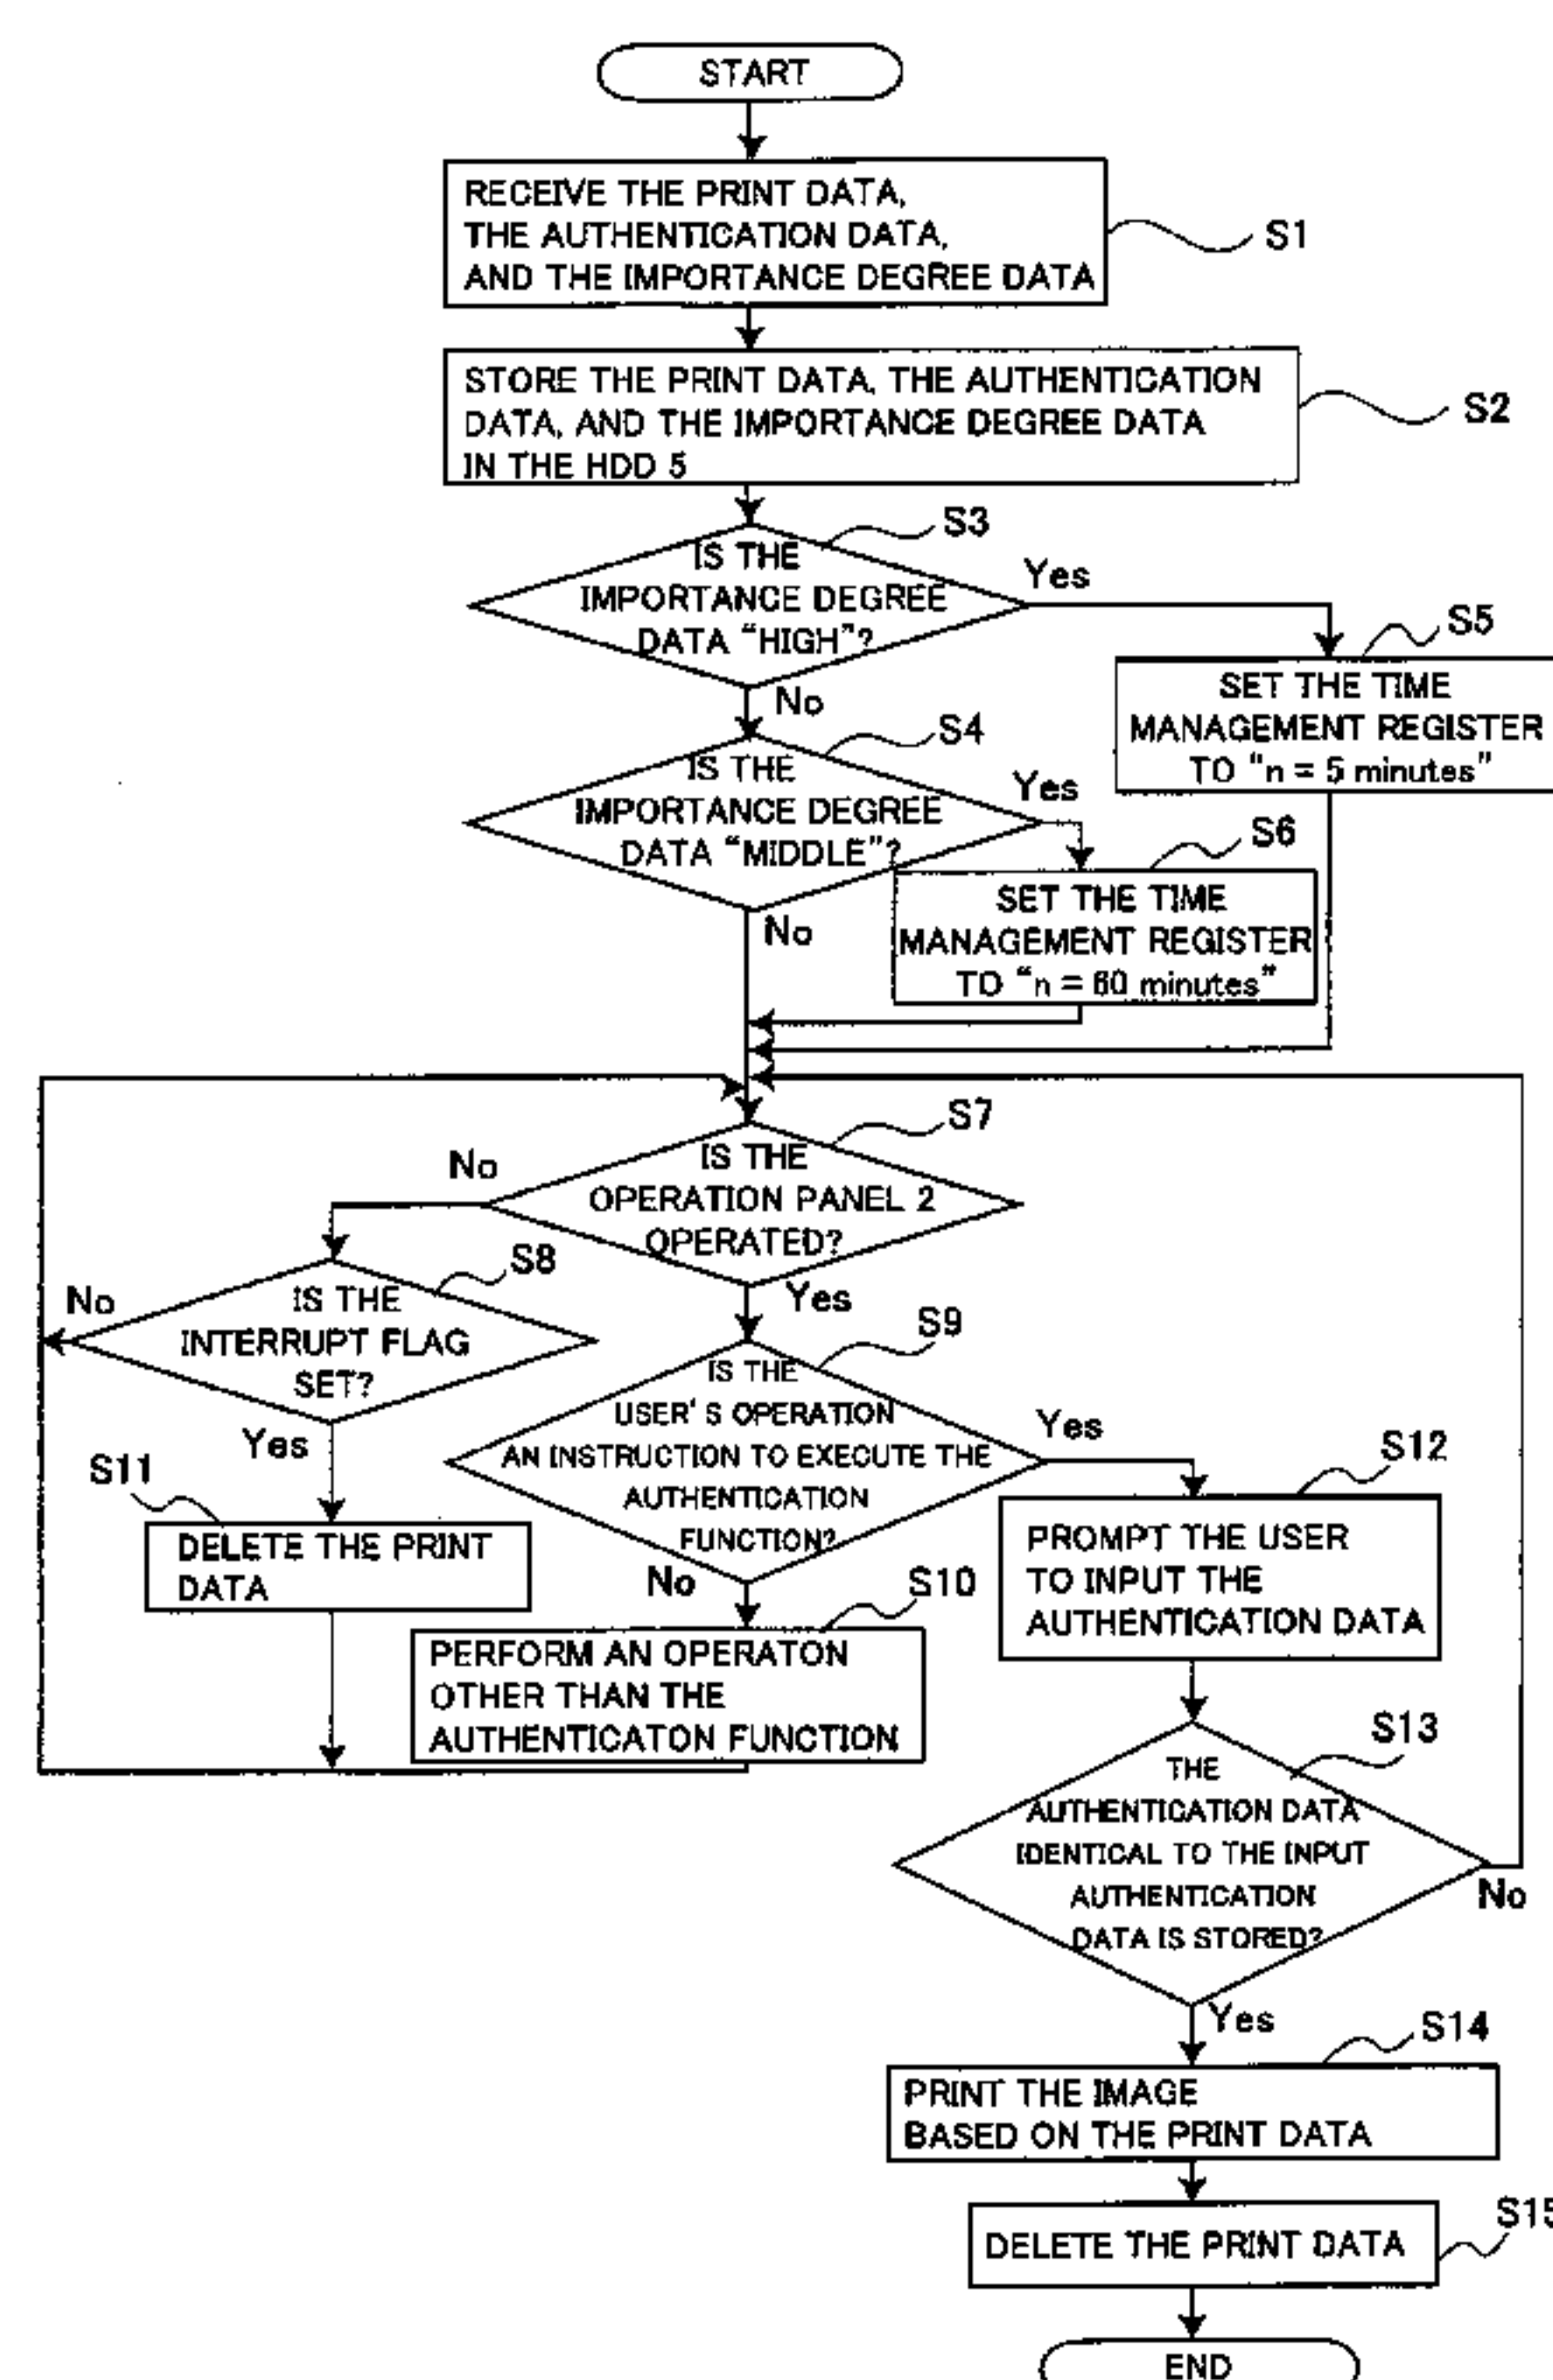 START
RECEIVE THE PRINT DATA,
THE AUTHENTICATION DATA,
AND THE IMPORTANCE DEGREE DATA
S1
STORE THE PRINT DATA, THE AUTHENTICATION
DATA, AND THE IMPORTANCE DEGREE DATA
IN THE HDD 5
S2
S3
IS THE
IMPORTANCE DEGREE
DATA “HIGH”?
Yes
No
S5
SET THE TIME
MANAGEMENT REGISTER
TO “n = 5 minutes”
S4
IS THE
IMPORTANCE DEGREE
DATA “MIDDLE”?
Yes
No
S6
SET THE TIME
MANAGEMENT REGISTER
TO “n = 60 minutes”
S7
IS THE
OPERATION PANEL 2
OPERATED?
No
Yes
S8
IS THE
INTERRUPT FLAG
SET?
No
Yes
S9
IS THE
USER’S OPERATION
AN INSTRUCTION TO EXECUTE THE
AUTHENTICATION
FUNCTION?
Yes
No
S11
DELETE THE PRINT
DATA
S10
PERFORM AN OPERATON
OTHER THAN THE
AUTHENTICATON FUNCTION
S12
PROMPT THE USER
TO INPUT THE
AUTHENTICATION DATA
S13
THE
AUTHENTICATION DATA
IDENTICAL TO THE INPUT
AUTHENTICATION
DATA IS STORED?
No
Yes
S14
PRINT THE IMAGE
BASED ON THE PRINT DATA
S15
DELETE THE PRINT DATA
END